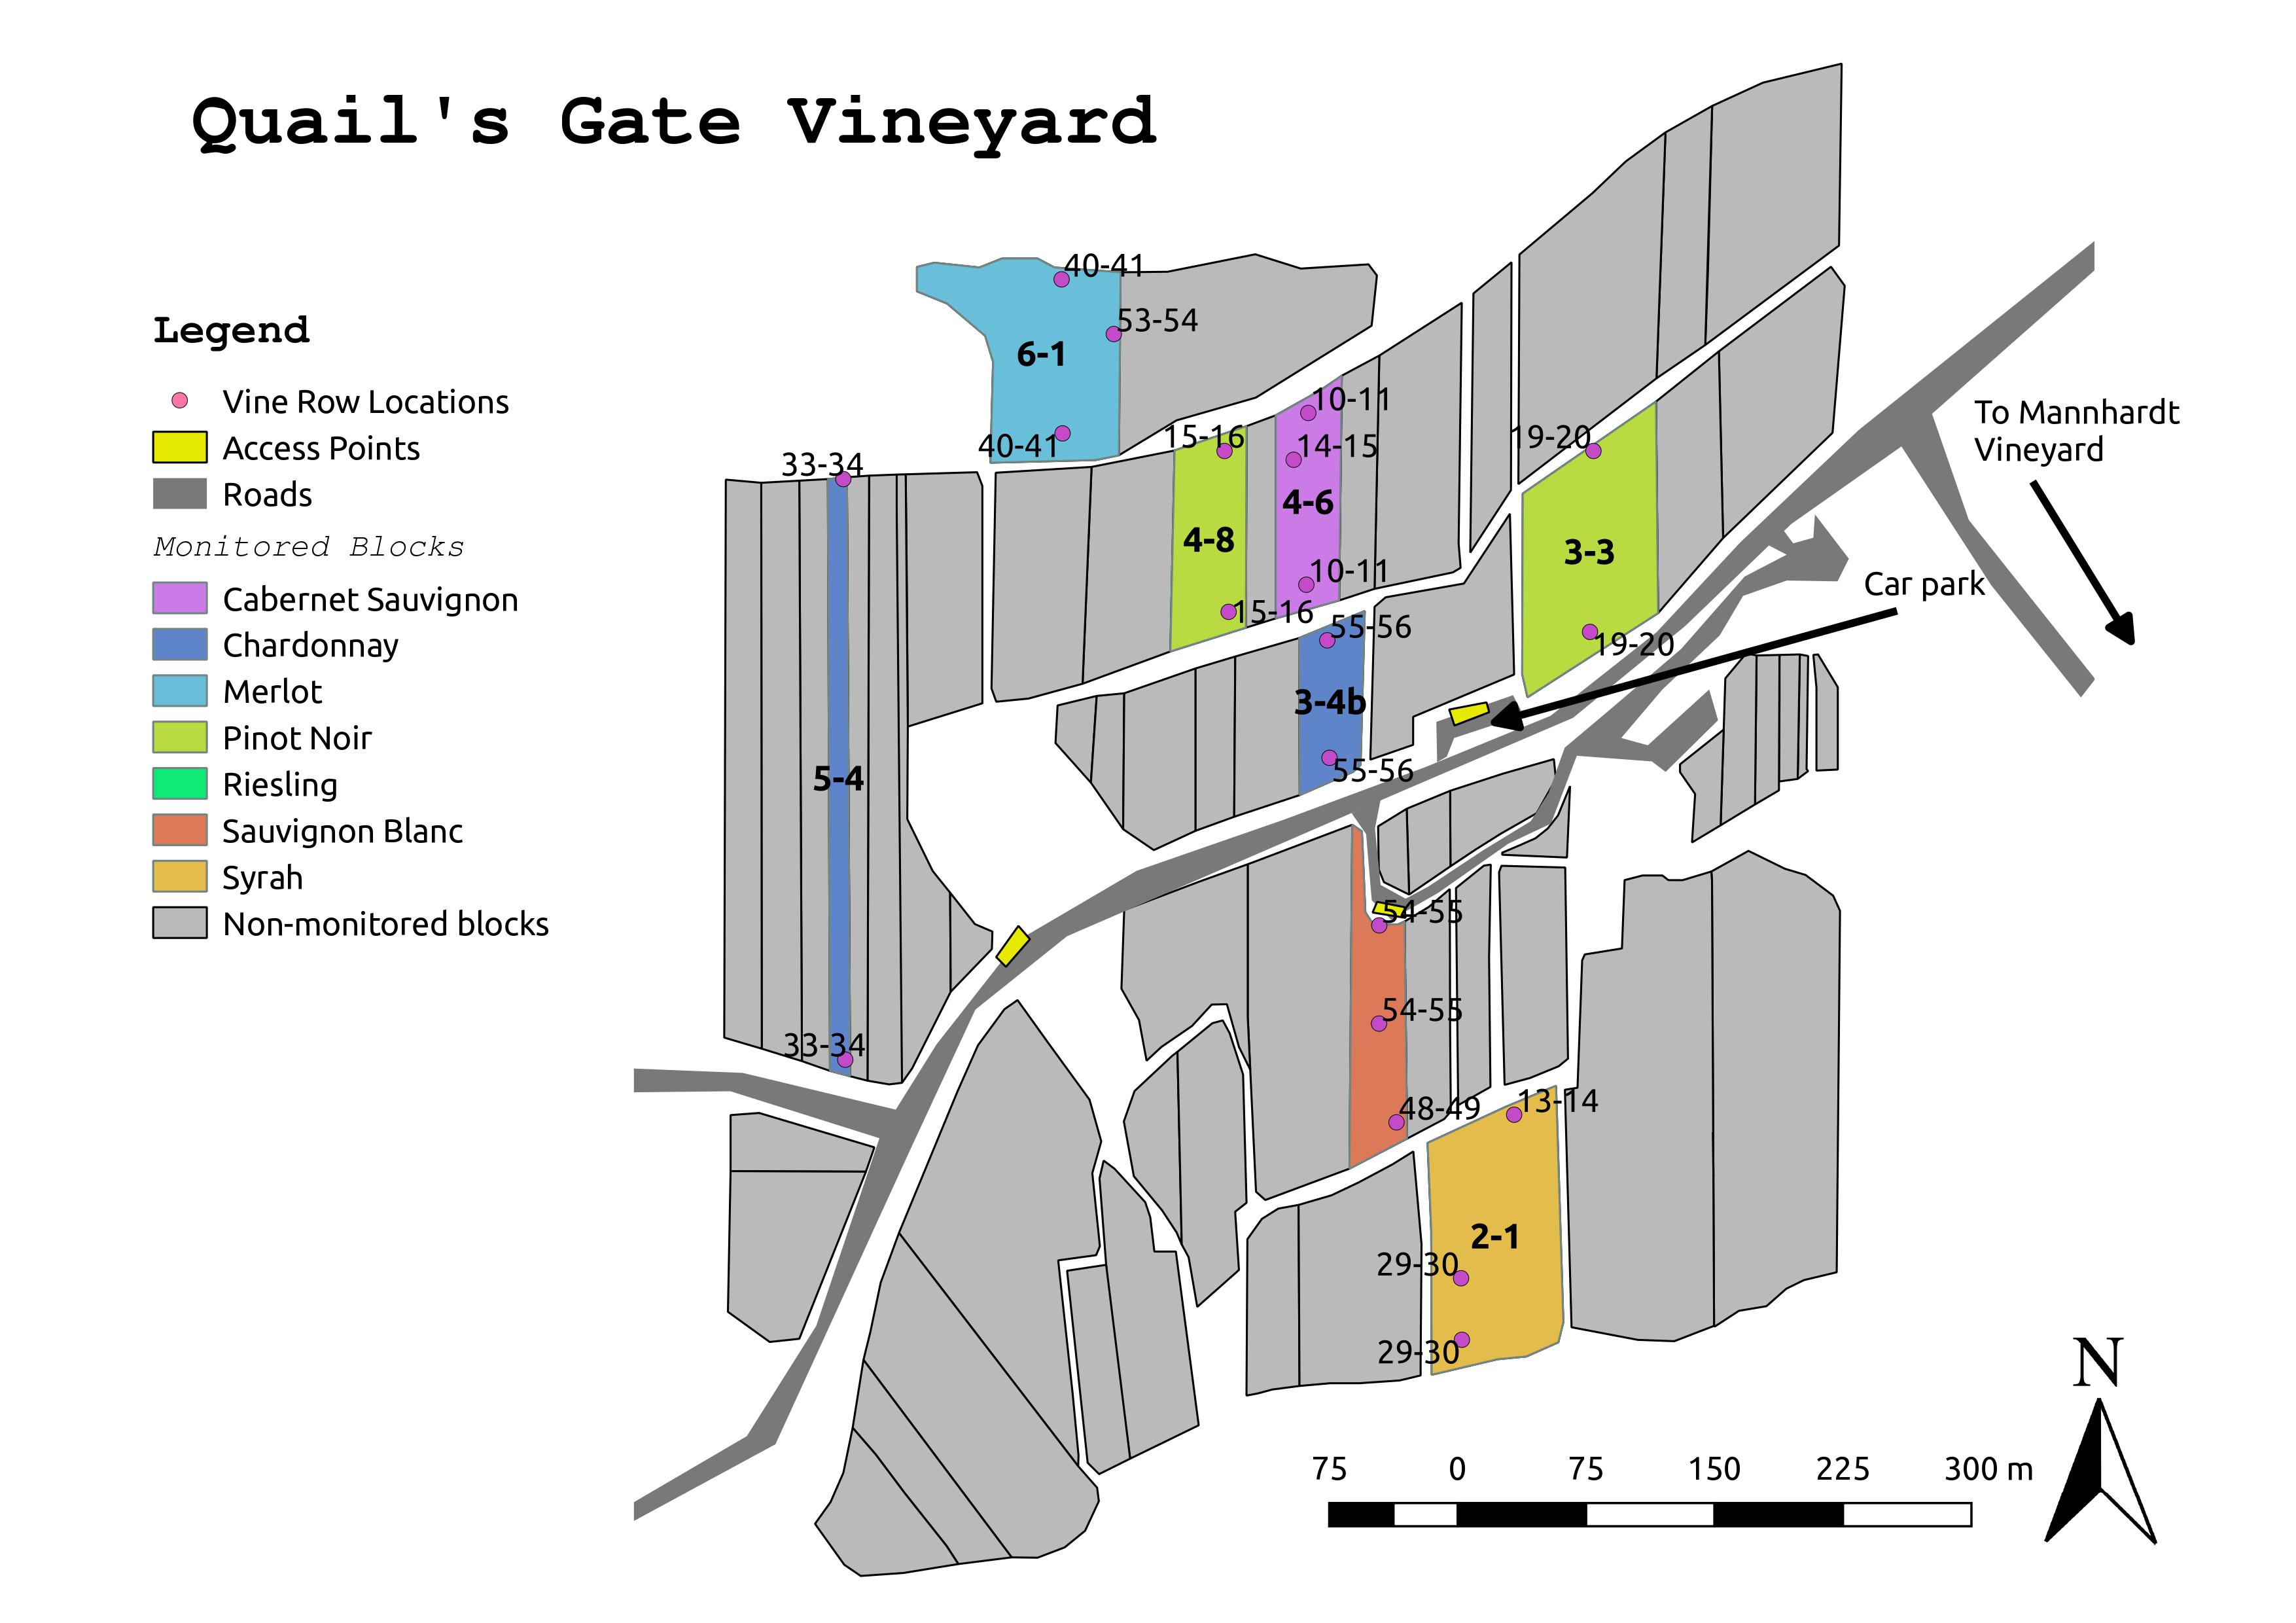 Quail's Gate Vineyard
Legend
Vine Row Locations
Access Points
Roads
Monitored Blocks
Cabernet Sauvignon
Chardonnay
Merlot
Pinot Noir
Riesling
Sauvignon Blanc
Syrah
Non-monitored blocks
40-41
53-54
6-1
40-41
33-34
5-4
33-34
15-16
4-8
15-16
10-11
14-15
4-6
10-11
19-20
3-3
19-20
55-56
3-4b
55-56
To Mannhardt
Vineyard
Car park
54-55
54-55
48-49
13-14
2-1
29-30
29-30
N
75 0 75 150 225 300 m